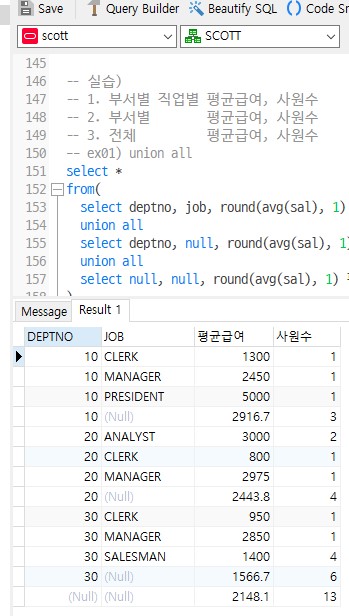 Save Query Builder Beautify SQL () Code Sn
scott SCOTT
145
146 -- 실습)
147 -- 1. 부서별 직업별 평균급여, 사원수
148 -- 2. 부서별 평균급여, 사원수
149 -- 3. 전체 평균급여, 사원수
150 -- ex01) union all
151 select *
152 from(
153 select deptno, job, round(avg(sal), 1)
154 union all
155 select deptno, null, round(avg(sal), 1)
156 union all
157 select null, null, round(avg(sal), 1)
158 )
Message Result 1
DEPTNO JOB 평균급여 사원수
10 CLERK 1300 1
10 MANAGER 2450 1
10 PRESIDENT 5000 1
10 (Null) 2916.7 3
20 ANALYST 3000 2
20 CLERK 800 1
20 MANAGER 2975 1
20 (Null) 2443.8 4
30 CLERK 950 1
30 MANAGER 2850 1
30 SALESMAN 1400 4
30 (Null) 1566.7 6
(Null) (Null) 2148.1 13